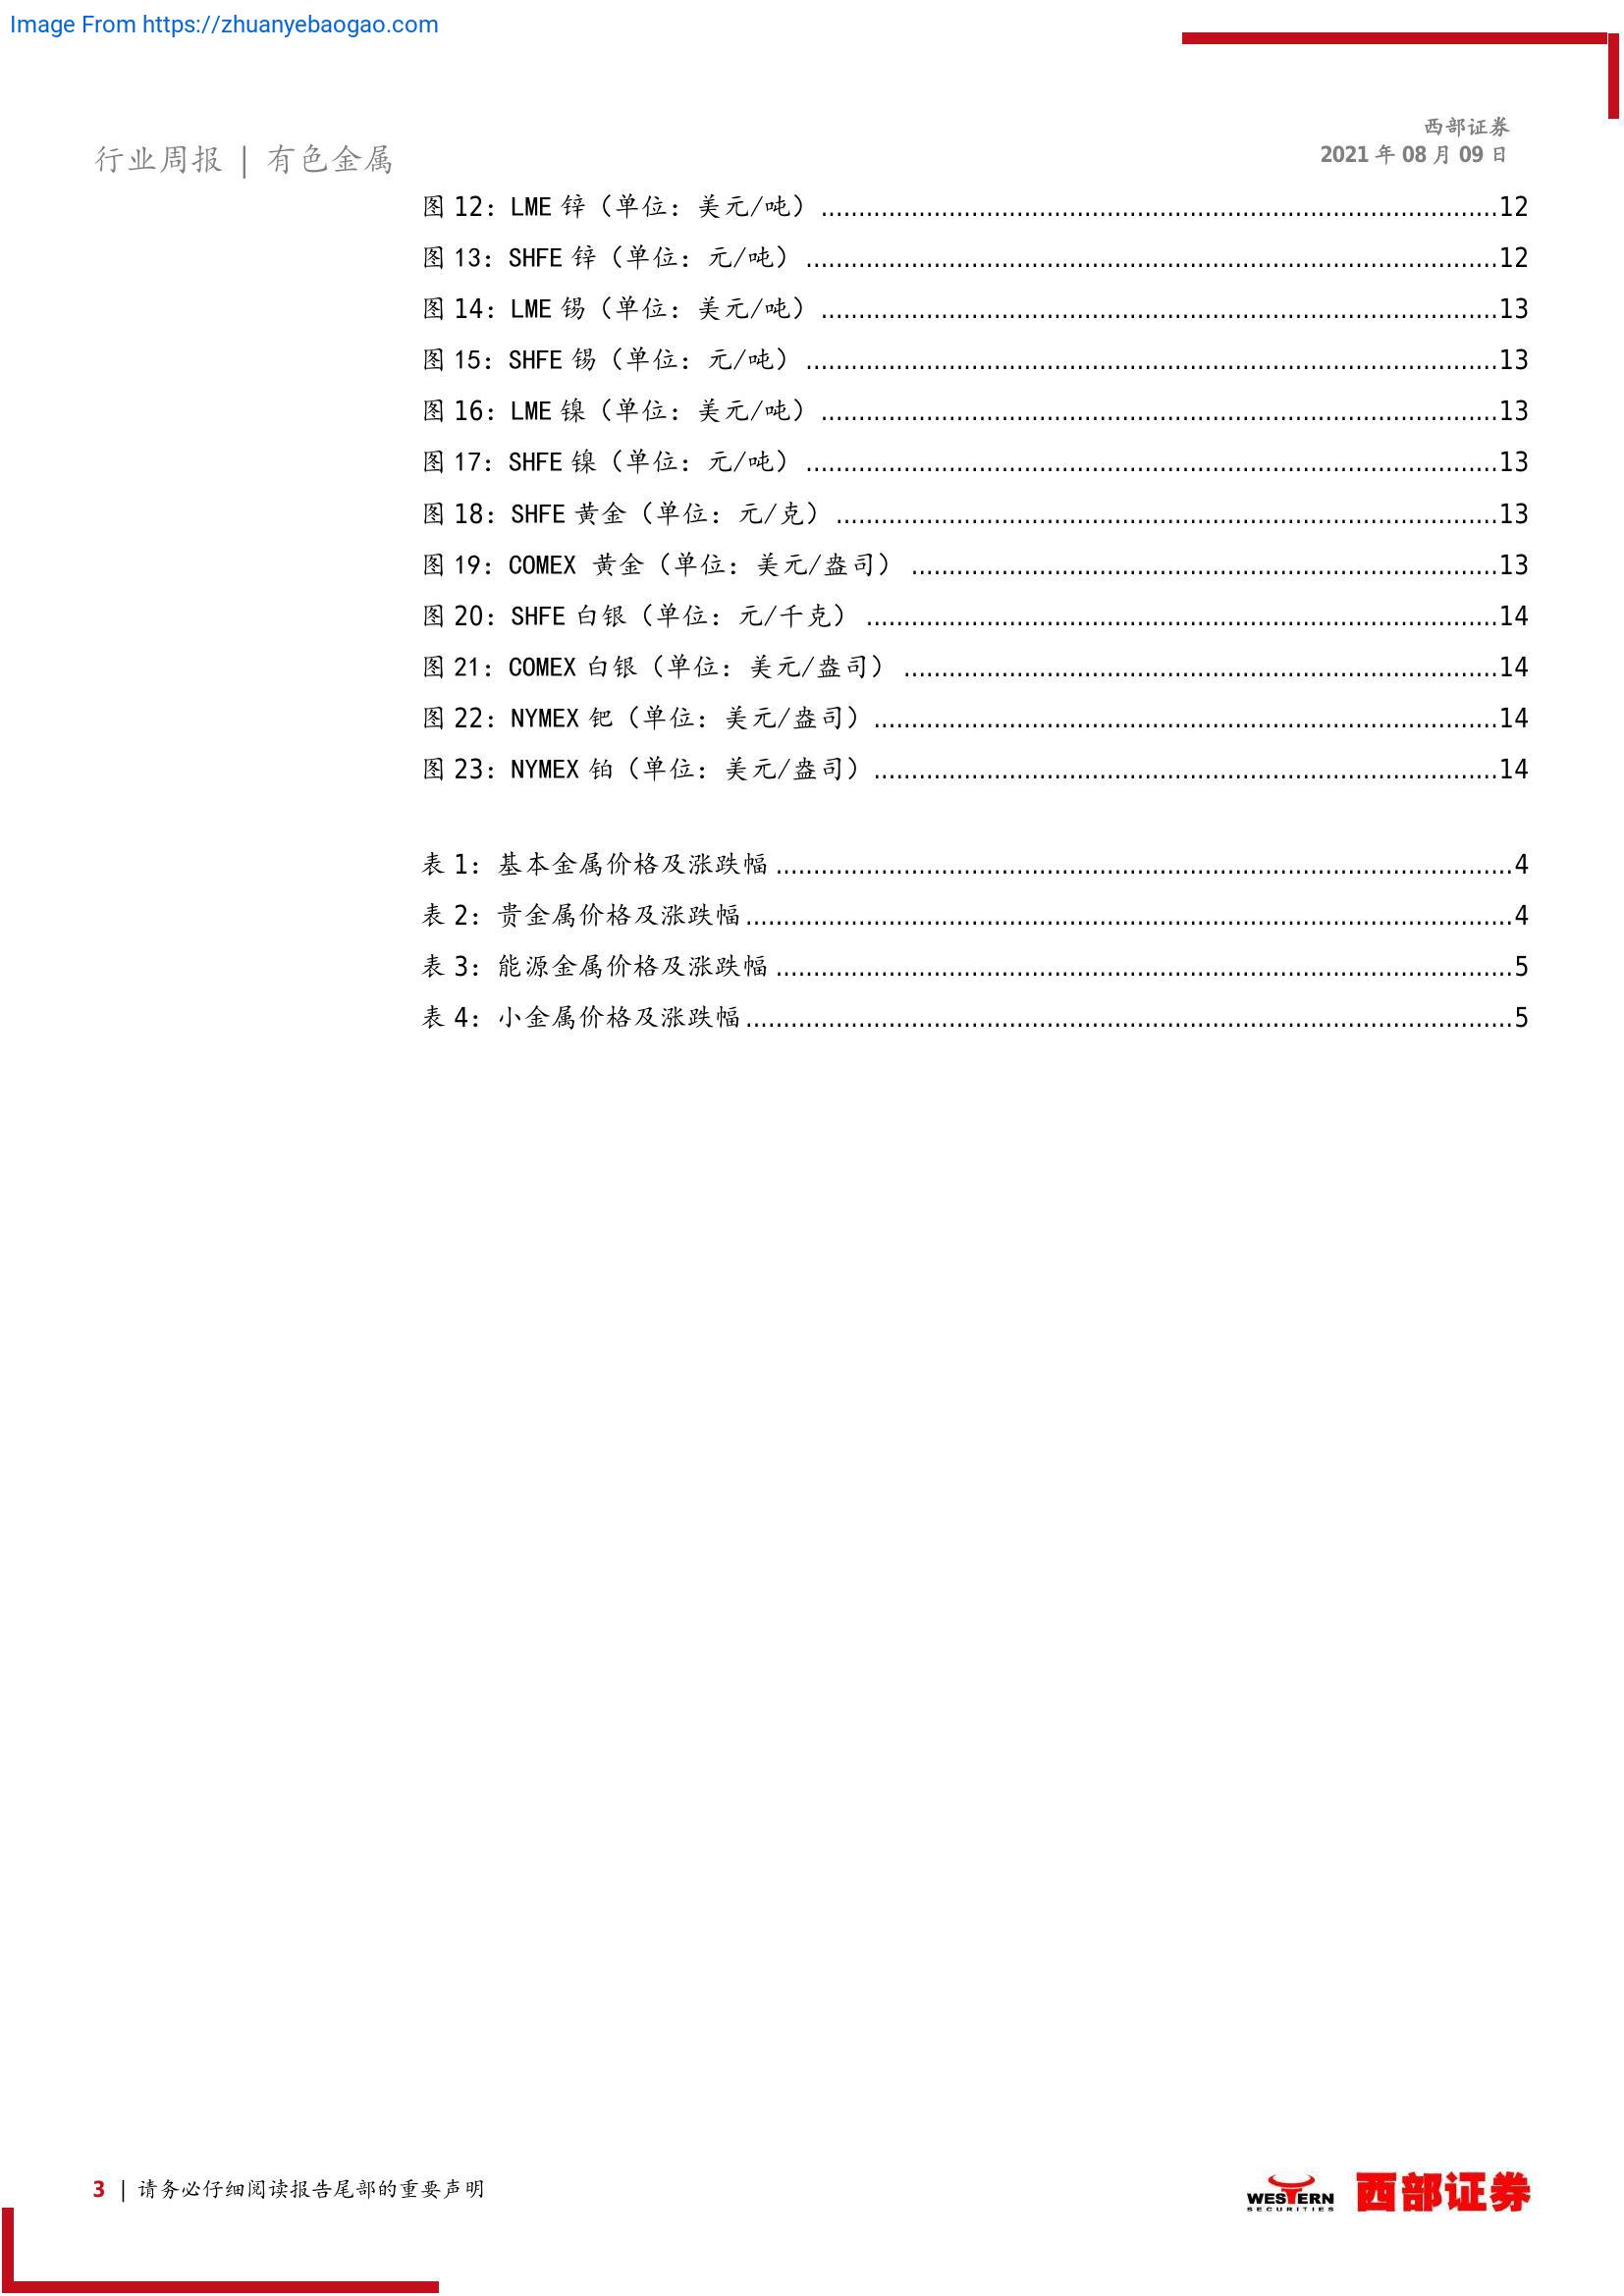 Image From https://zhuanyebaogao.com
西部证券
行业周报 | 有色金属
2021 年 08 月 09 日
图 12：LME 锌（单位：美元/吨）..........12
图 13：SHFE 锌（单位：元/吨）..........12
图 14：LME 锡（单位：美元/吨）..........13
图 15：SHFE 锡（单位：元/吨）..........13
图 16：LME 镍（单位：美元/吨）..........13
图 17：SHFE 镍（单位：元/吨）..........13
图 18：SHFE 黄金（单位：元/克）..........13
图 19：COMEX 黄金（单位：美元/盎司）..........13
图 20：SHFE 白银（单位：元/千克）..........14
图 21：COMEX 白银（单位：美元/盎司）..........14
图 22：NYMEX 钯（单位：美元/盎司）..........14
图 23：NYMEX 铂（单位：美元/盎司）..........14
表 1：基本金属价格及涨跌幅..........4
表 2：贵金属价格及涨跌幅..........4
表 3：能源金属价格及涨跌幅..........5
表 4：小金属价格及涨跌幅..........5
3 | 请务必仔细阅读报告尾部的重要声明
WESTERN
SECURITIES
西部证券